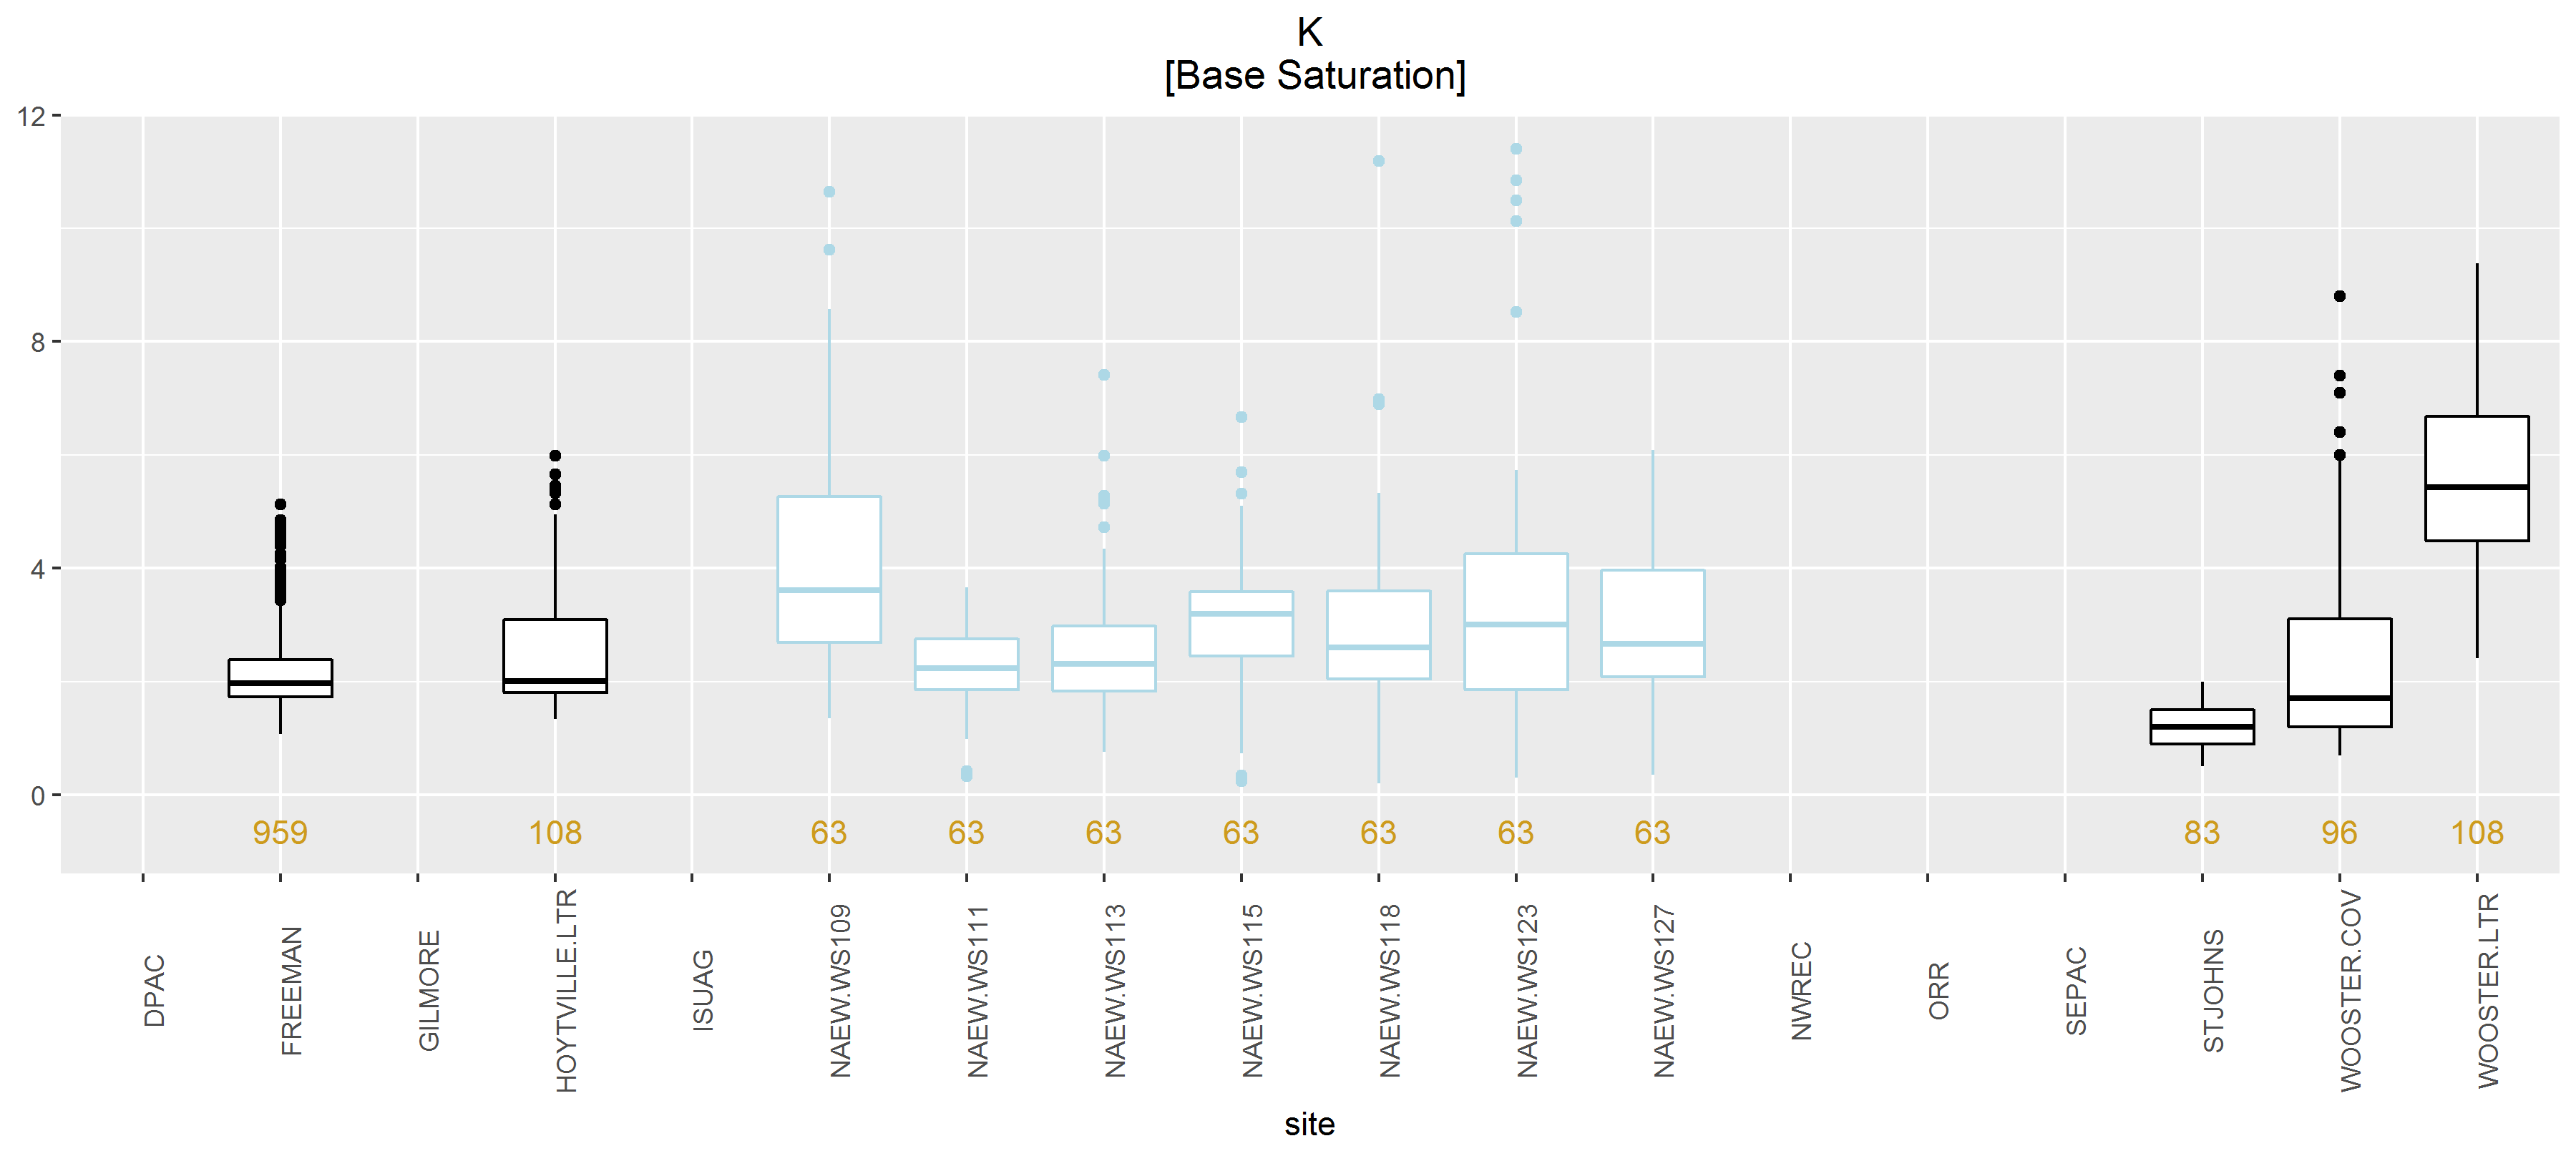 K
[Base Saturation]
12
8
4
0
959
108
63
63
63
63
63
63
63
83
96
108
DPAC
FREEMAN
GILMORE
HOYTVILLE.LTR
ISUAG
NAEW.WS109
NAEW.WS111
NAEW.WS113
NAEW.WS115
NAEW.WS118
NAEW.WS123
NAEW.WS127
NWREC
ORR
SEPAC
STJOHNS
WOOSTER.COV
WOOSTER.LTR
site